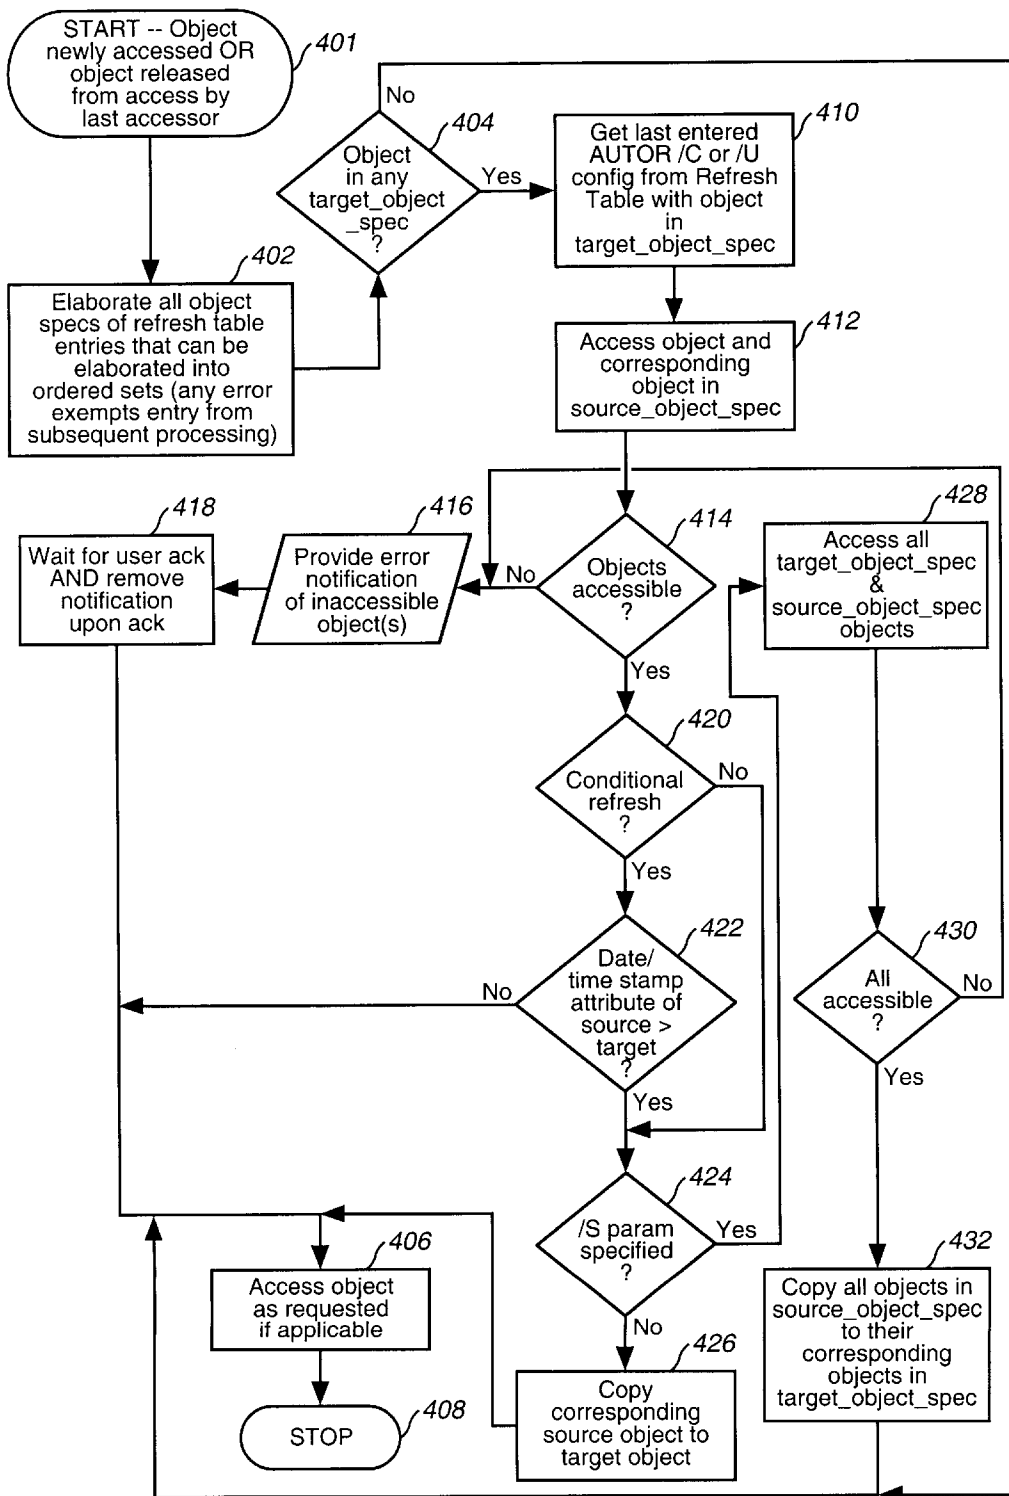 START -- Object
newly accessed OR
object released
from access by
last accessor
401
402
Elaborate all object
specs of refresh table
entries that can be
elaborated into
ordered sets (any error
exempts entry from
subsequent processing)
No
404
Object
in any
target_object
_spec
?
Yes
410
Get last entered
AUTOR /C or /U
config from Refresh
Table with object
in
target_object_spec
412
Access object and
corresponding
object in
source_object_spec
414
Objects
accessible
?
No
Yes
416
Provide error
notification
of inaccessible
object(s)
418
Wait for user ack
AND remove
notification
upon ack
420
Conditional
refresh
?
No
Yes
422
Date/
time stamp
attribute of
source >
target
?
No
Yes
424
/S param
specified
?
Yes
No
426
Copy
corresponding
source object to
target object
428
Access all
target_object_spec
&
source_object_spec
objects
430
All
accessible
?
No
Yes
432
Copy all objects in
source_object_spec
to their
corresponding
objects in
target_object_spec
406
Access object
as requested
if applicable
408
STOP